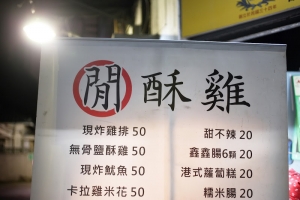 閒酥雞
現炸雞排 50
無骨鹽酥雞 50
現炸魷魚 50
卡拉雞米花 50
甜不辣 20
鑫鑫腸6顆 20
港式蘿蔔糕 20
糯米腸 20